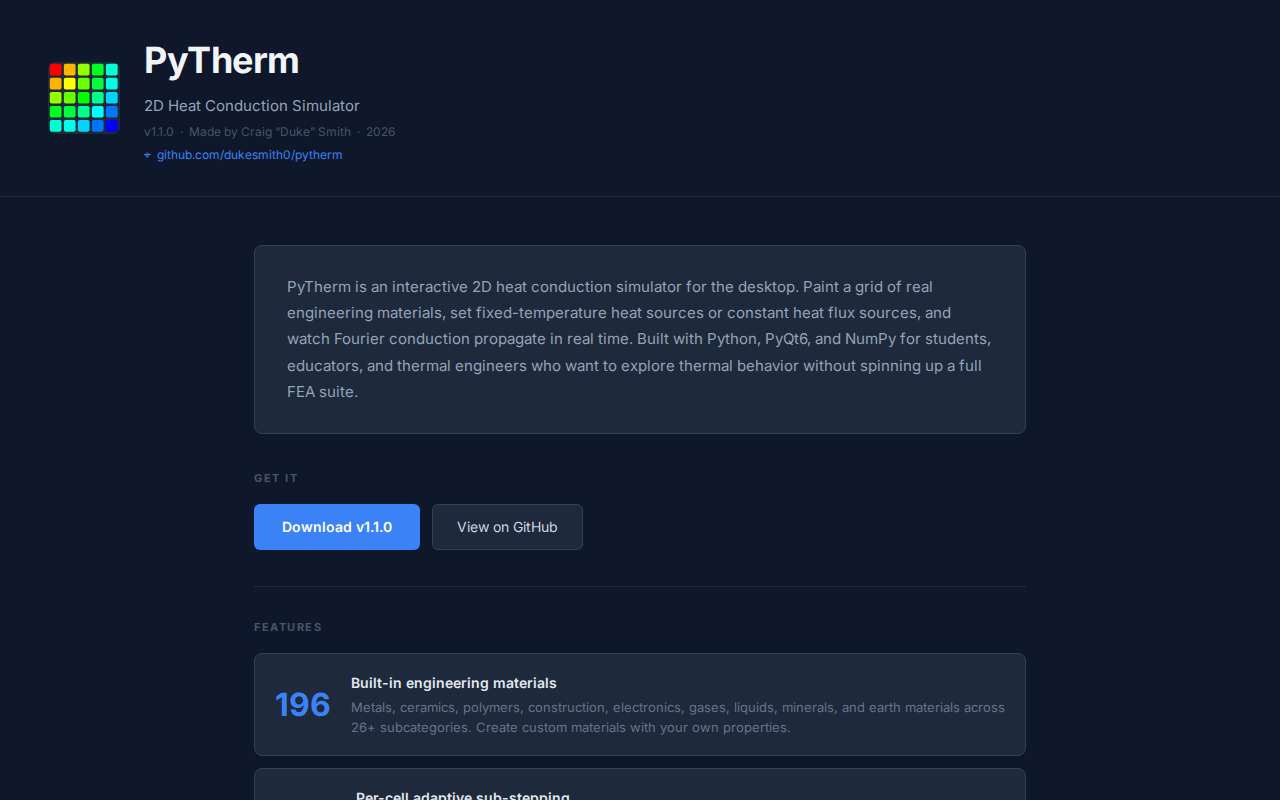 PyTherm
2D Heat Conduction Simulator
v1.1.0 · Made by Craig "Duke" Smith · 2026
github.com/dukesmith0/pytherm
PyTherm is an interactive 2D heat conduction simulator for the desktop. Paint a grid of real
engineering materials, set fixed-temperature heat sources or constant heat flux sources, and
watch Fourier conduction propagate in real time. Built with Python, PyQt6, and NumPy for students,
educators, and thermal engineers who want to explore thermal behavior without spinning up a full
FEA suite.
GET IT
Download v1.1.0
View on GitHub
FEATURES
196
Built-in engineering materials
Metals, ceramics, polymers, construction, electronics, gases, liquids, minerals, and earth materials across
26+ subcategories. Create custom materials with your own properties.
Per-cell adaptive sub-stepping